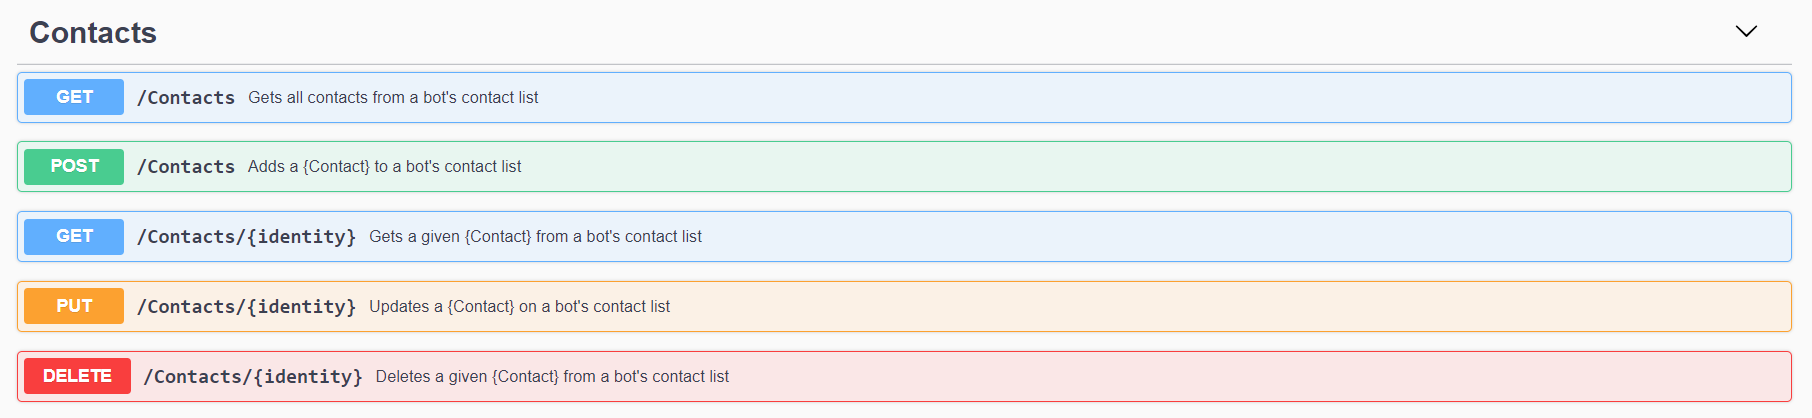 Contacts
GET /Contacts Gets all contacts from a bot's contact list
POST /Contacts Adds a {Contact} to a bot's contact list
GET /Contacts/{identity} Gets a given {Contact} from a bot's contact list
PUT /Contacts/{identity} Updates a {Contact} on a bot's contact list
DELETE /Contacts/{identity} Deletes a given {Contact} from a bot's contact list